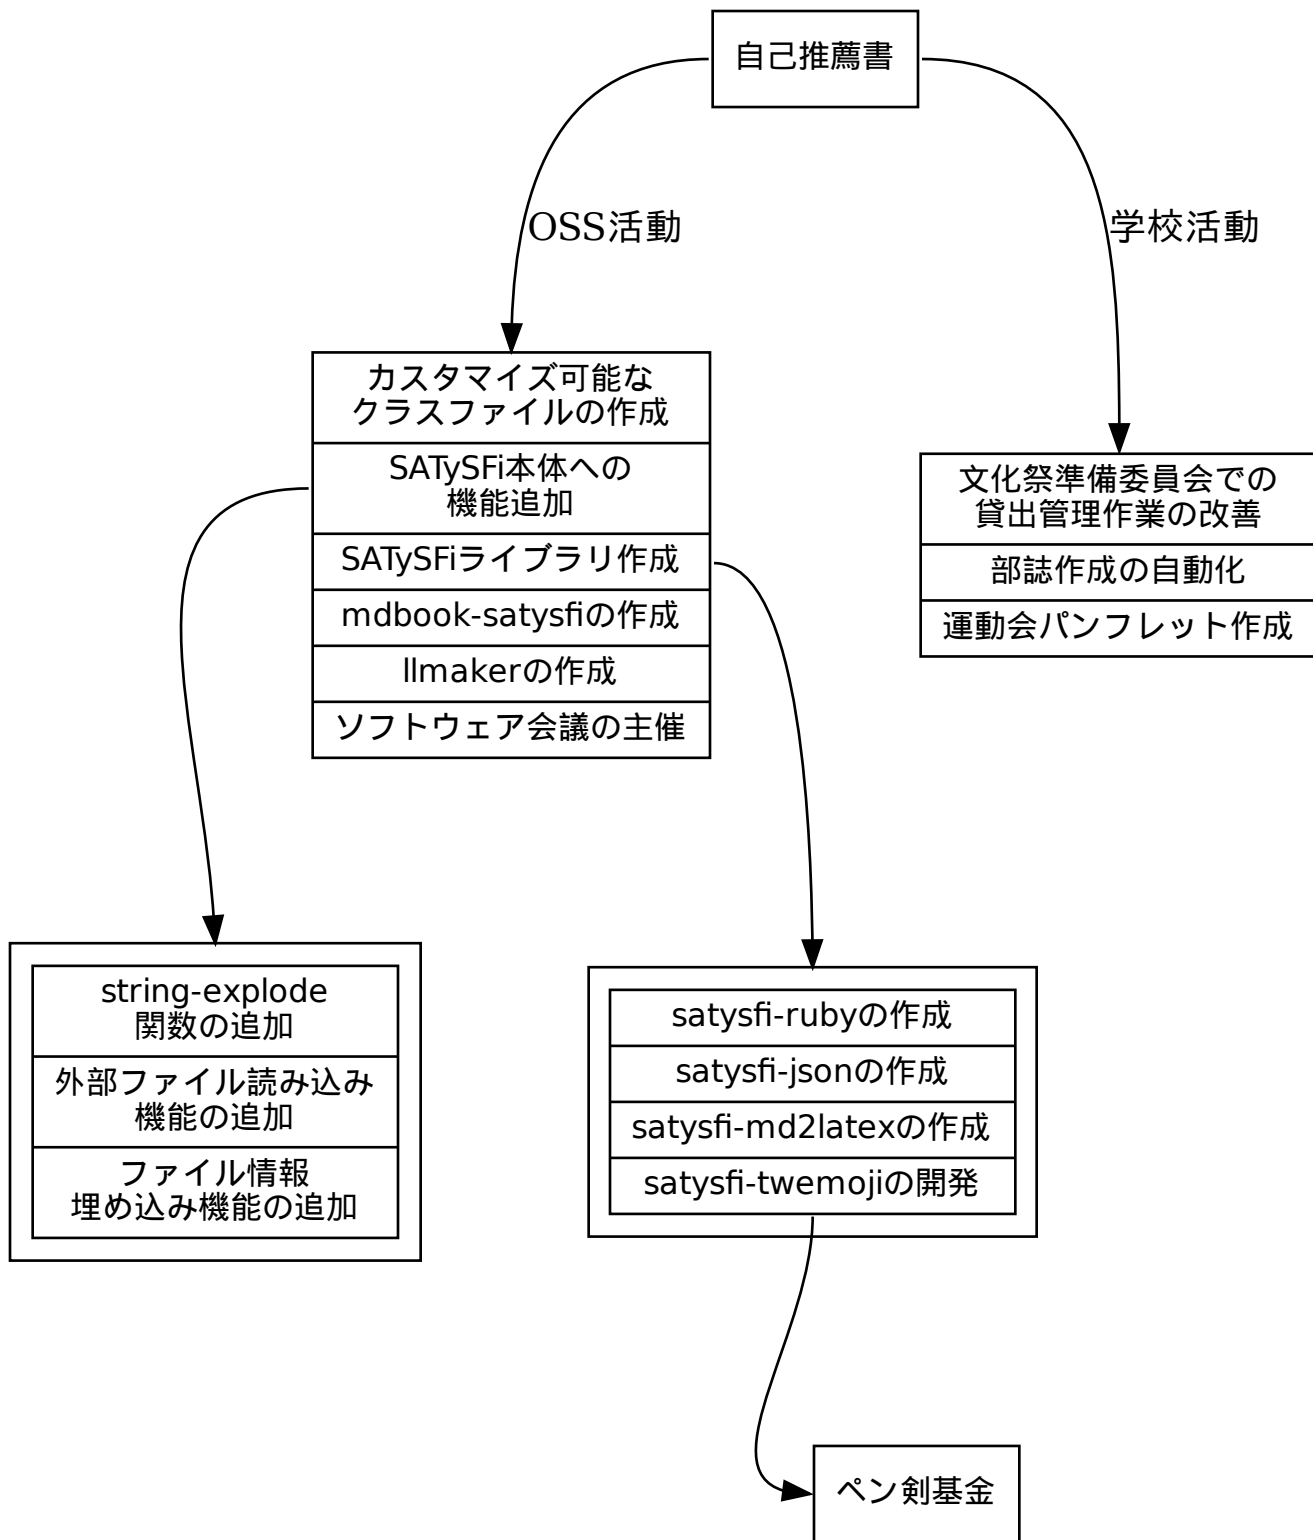 自己推薦書
OSS活動
学校活動
カスタマイズ可能な
クラスファイルの作成
SATySFi本体への
機能追加
SATySFiライブラリ作成
mdbook-satysfiの作成
llmakerの作成
ソフトウェア会議の主催
文化祭準備委員会での
貸出管理作業の改善
部誌作成の自動化
運動会パンフレット作成
string-explode
関数の追加
外部ファイル読み込み
機能の追加
ファイル情報
埋め込み機能の追加
satysfi-rubyの作成
satysfi-jsonの作成
satysfi-md2latexの作成
satysfi-twemojiの開発
ペン剣基金